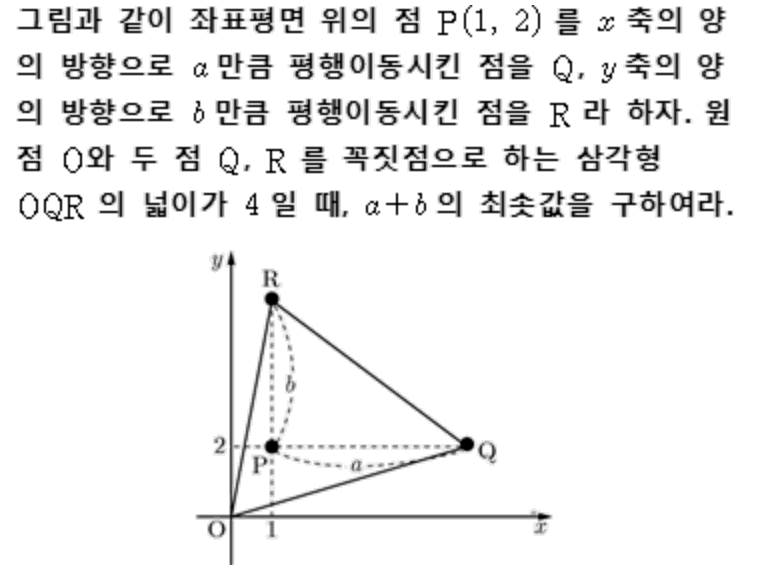 그림과 같이 좌표평면 위의 점 P(1, 2) 를 x 축의 양
의 방향으로 a 만큼 평행이동시킨 점을 Q, y 축의 양
의 방향으로 b 만큼 평행이동시킨 점을 R 라 하자. 원
점 O와 두 점 Q, R 를 꼭짓점으로 하는 삼각형
OQR 의 넓이가 4 일 때, a+b 의 최솟값을 구하여라.
y
R
b
2
P
a
Q
O
1
x